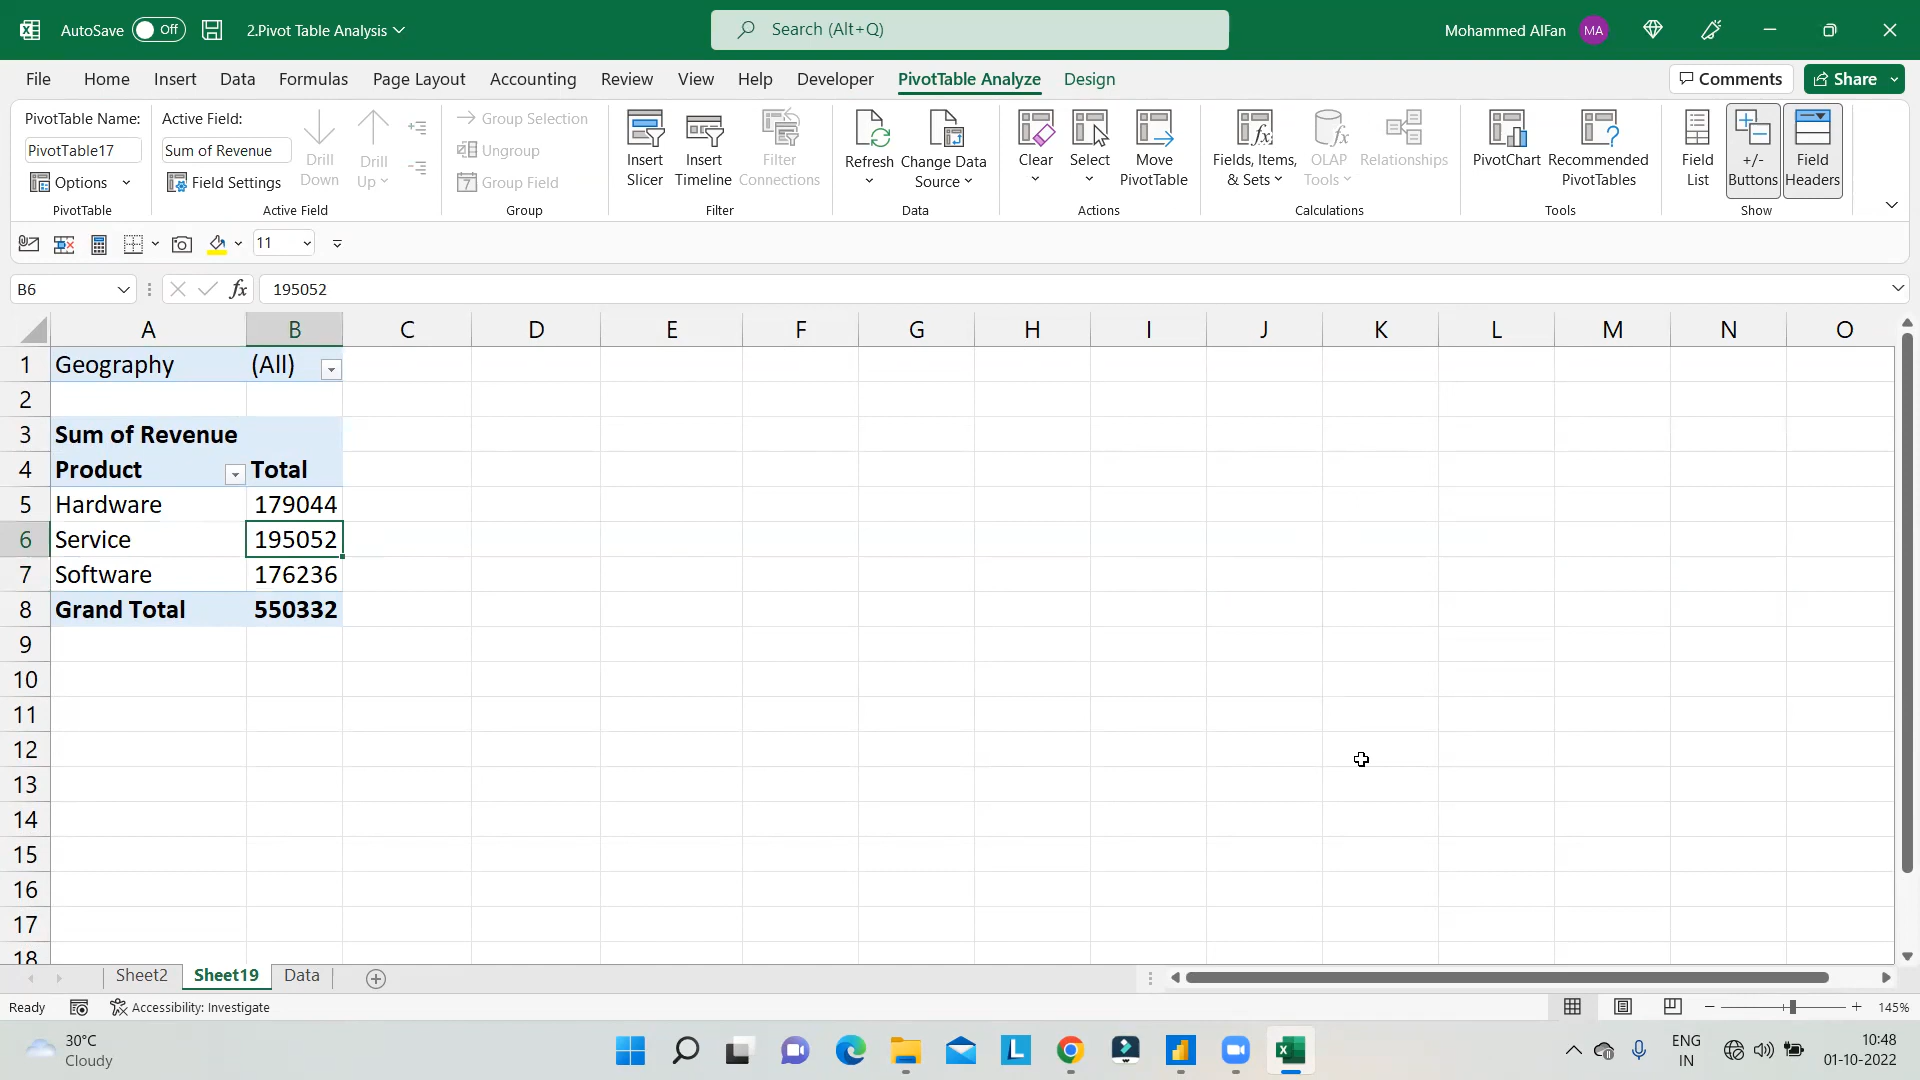 AutoSave Off 2.Pivot Table Analysis Search (Alt+Q) Mohammed AlFan MA
File Home Insert Data Formulas Page Layout Accounting Review View Help Developer PivotTable Analyze Design Comments Share
PivotTable Name:
PivotTable17
Options
PivotTable
Active Field:
Sum of Revenue
Field Settings
Drill Down
Drill Up
Active Field
Group Selection
Ungroup
7 Group Field
Group
Insert Slicer
Insert Timeline
Filter Connections
Filter
Refresh
Change Data Source
Data
Clear
Select
Move PivotTable
Actions
Fields, Items, & Sets
OLAP Tools
Relationships
Calculations
PivotChart
Recommended PivotTables
Tools
Field List
+/- Buttons
Field Headers
Show
11
B6 fx 195052
A B C D E F G H I J K L M N O
1 Geography (All)
2
3 Sum of Revenue
4 Product Total
5 Hardware 179044
6 Service 195052
7 Software 176236
8 Grand Total 550332
9
10
11
12
13
14
15
16
17
18
Sheet2 Sheet19 Data
Ready Accessibility: Investigate 145%
30°C
Cloudy
L
ENG
IN
10:48
01-10-2022